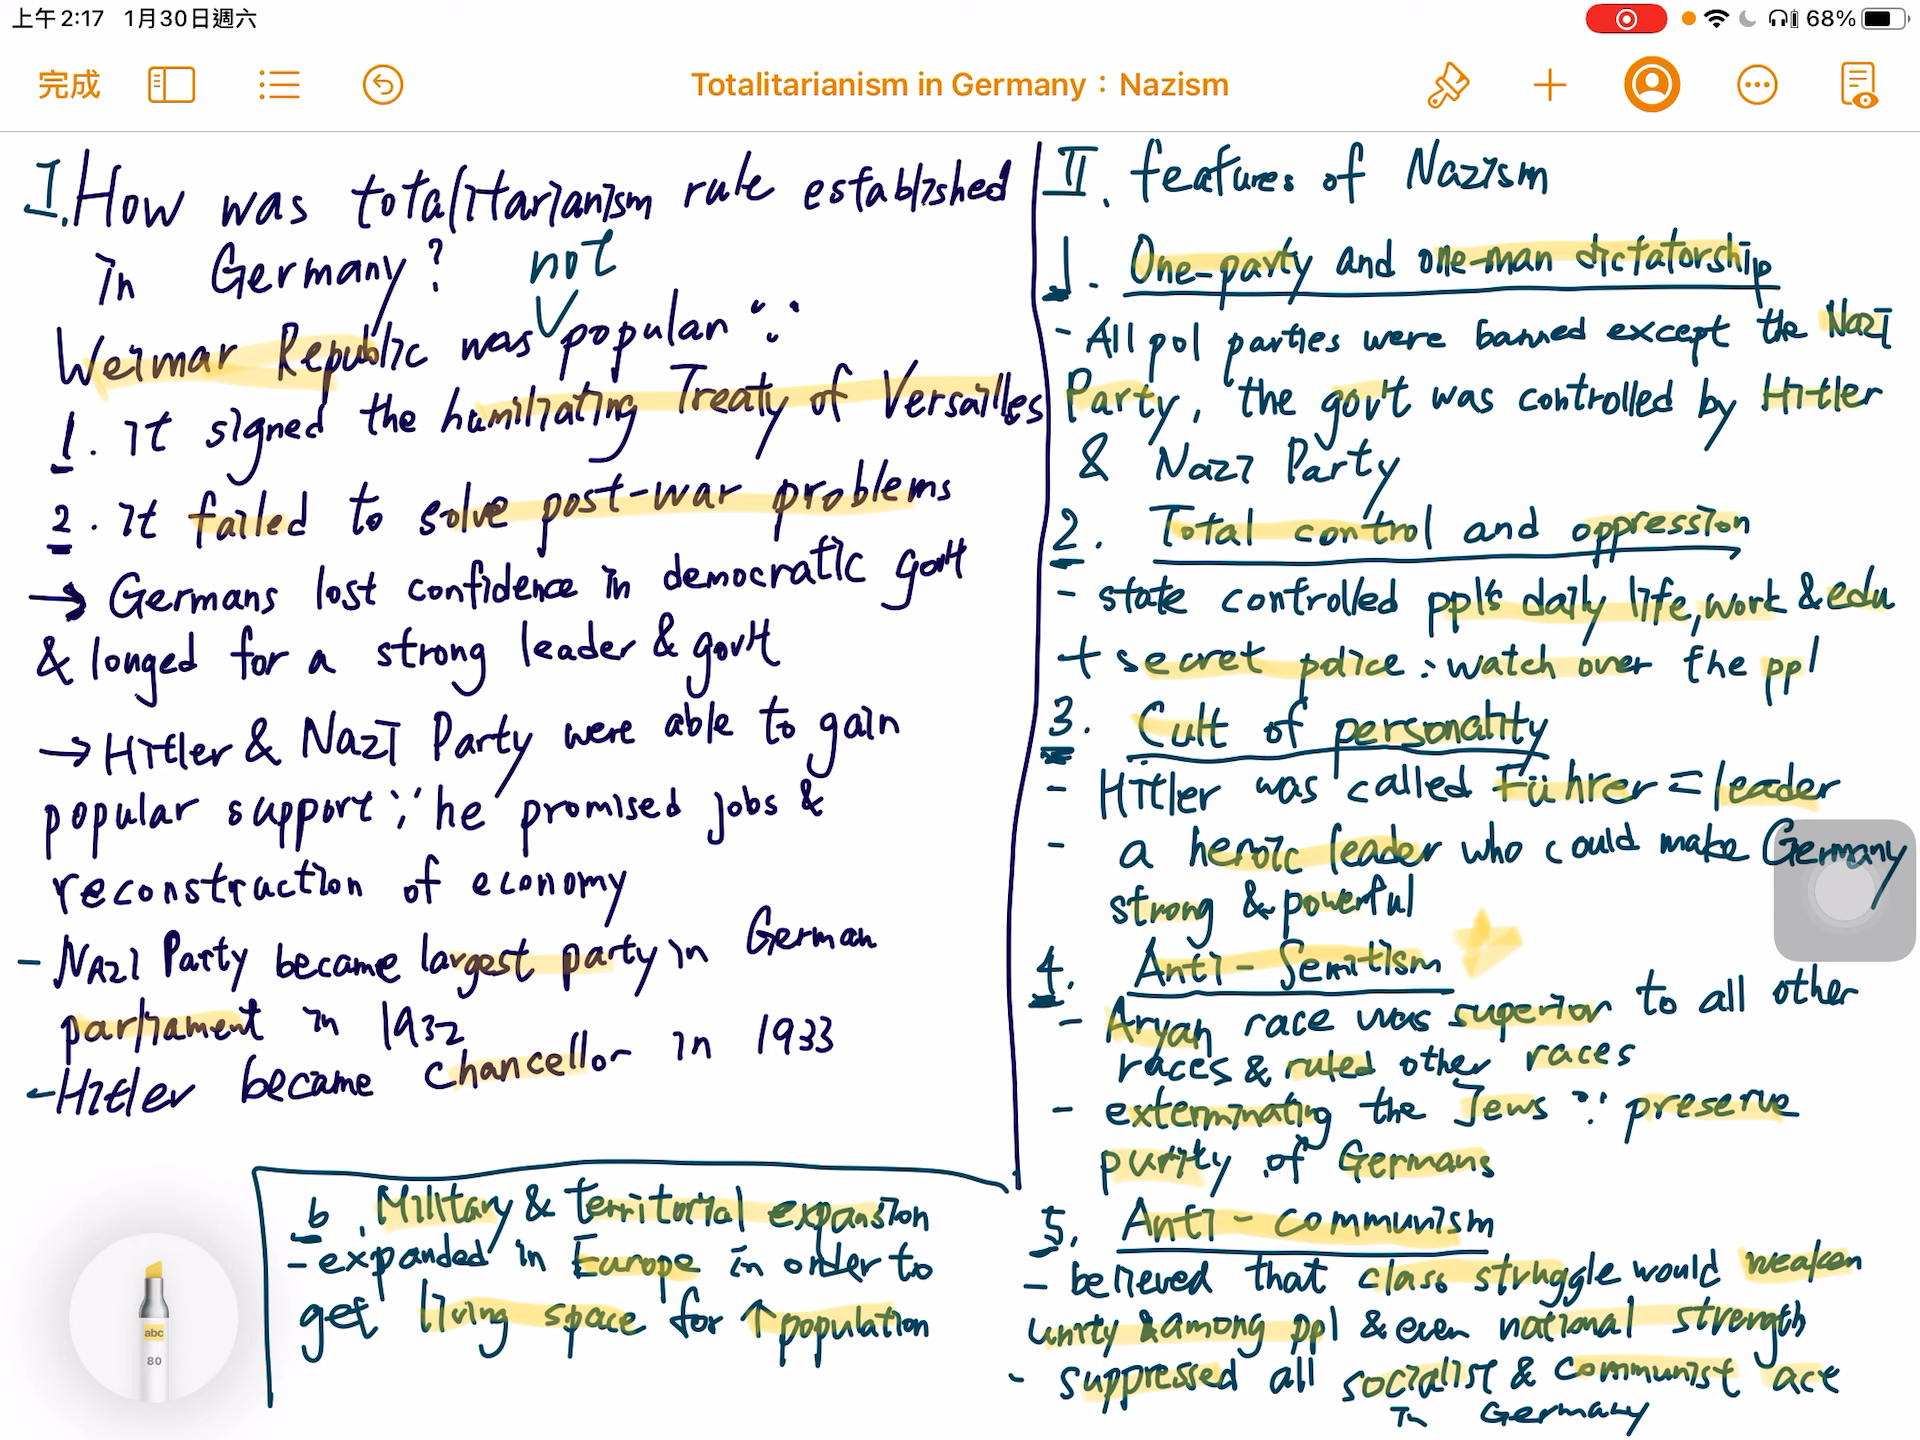 上午2:17 1月30日週六
68%
完成
Totalitarianism in Germany：Nazism
I. How was totalitarianism rule established
in Germany?
not
Weimar Republic was popular ∵
1. it signed the humiliating Treaty of Versailles
2. it failed to solve post-war problems
→ Germans lost confidence in democratic gov't
& longed for a strong leader & gov't
→ Hitler & Nazi Party were able to gain
popular support ∵ he promised jobs &
reconstruction of economy
- Nazi Party became largest party in German
parliament in 1932
- Hitler became chancellor in 1933
II. features of Nazism
1. One-party and one-man dictatorship
- All pol parties were banned except the Nazi
Party, the gov't was controlled by Hitler
& Nazi Party
2. Total control and oppression
- state controlled ppl's daily life, work & edu
+ secret police : watch over the ppl
3. Cult of personality
- Hitler was called Führer = leader
- a heroic leader who could make Germany
strong & powerful
4. Anti-Semitism
- Aryan race was superior to all other
races & ruled other races
- exterminating the Jews ∵ preserve
purity of Germans
5. Anti-communism
- believed that class struggle would weaken
unity among ppl & even national strength
- suppressed all socialist & communist act
in Germany
6. Military & territorial expansion
- expanded in Europe in order to
get living space for ↑ population
abc
80